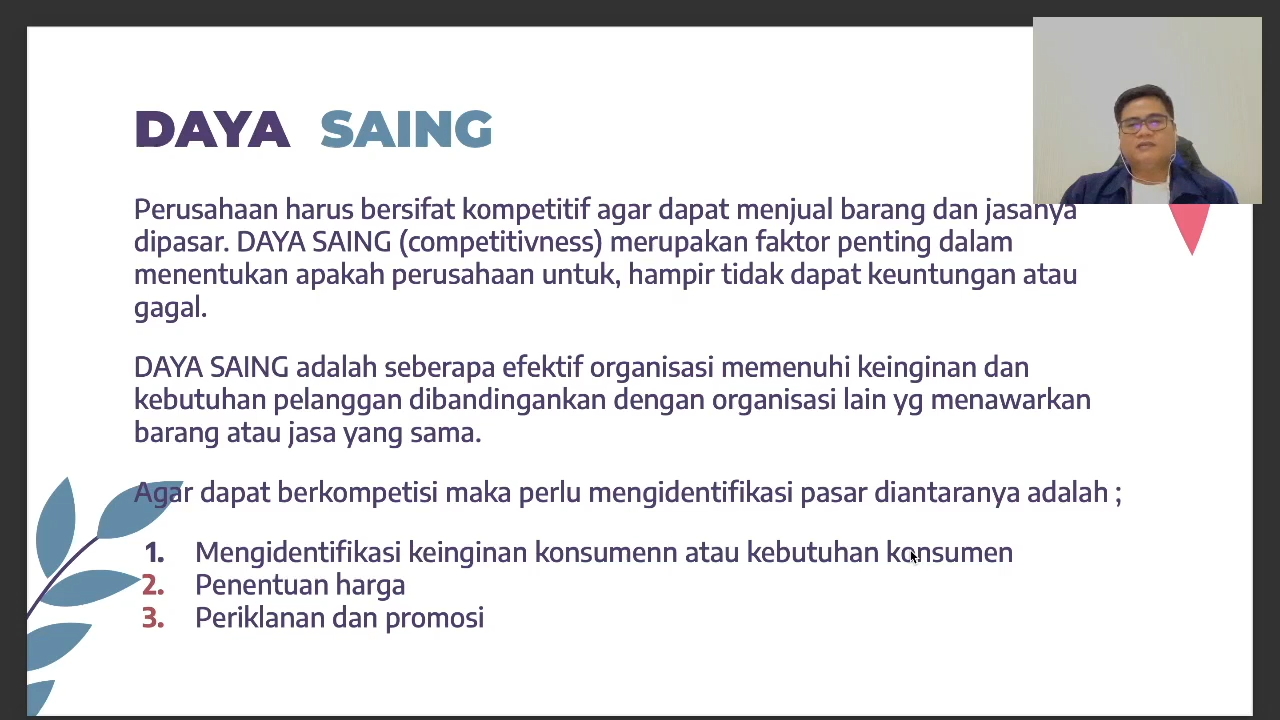 DAYA SAING
Perusahaan harus bersifat kompetitif agar dapat menjual barang dan jasanya
dipasar. DAYA SAING (competitivness) merupakan faktor penting dalam
menentukan apakah perusahaan untuk, hampir tidak dapat keuntungan atau
gagal.
DAYA SAING adalah seberapa efektif organisasi memenuhi keinginan dan
kebutuhan pelanggan dibandingankan dengan organisasi lain yg menawarkan
barang atau jasa yang sama.
Agar dapat berkompetisi maka perlu mengidentifikasi pasar diantaranya adalah ;
1. Mengidentifikasi keinginan konsumenn atau kebutuhan konsumen
2. Penentuan harga
3. Periklanan dan promosi